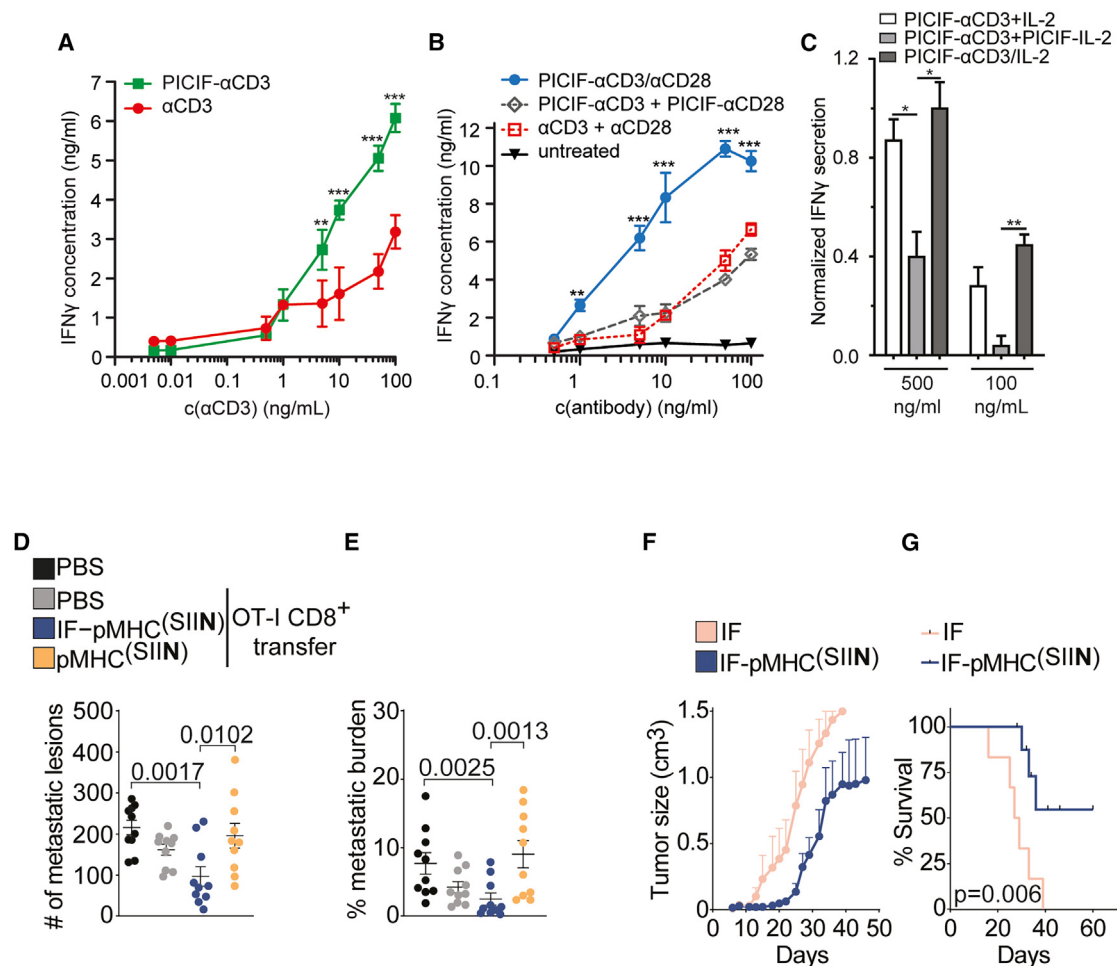 A
PICIF-αCD3
αCD3
IFNγ concentration (ng/ml)
7
6
5
4
3
2
1
0
0.001
0.01
0.1
1
10
100
c(αCD3) (ng/mL)
**
***
***
***
B
PICIF-αCD3/αCD28
PICIF-αCD3 + PICIF-αCD28
αCD3 + αCD28
untreated
IFNγ concentration (ng/ml)
12
10
8
6
4
2
0
0.1
1
10
100
c(antibody) (ng/ml)
**
***
***
***
***
C
PICIF-αCD3+IL-2
PICIF-αCD3+PICIF-IL-2
PICIF-αCD3/IL-2
Normalized IFNγ secretion
1.2
0.8
0.4
0.0
*
*
**
500
ng/ml
100
ng/mL
D
PBS
PBS
IF−pMHC(SIIN)
pMHC(SIIN)
OT-I CD8+
transfer
# of metastatic lesions
500
400
300
200
100
0
0.0017
0.0102
E
% metastatic burden
30
20
10
0
0.0025
0.0013
F
IF
IF-pMHC(SIIN)
Tumor size (cm3)
1.5
1.0
0.5
0
0
10
20
30
40
50
Days
G
IF
IF-pMHC(SIIN)
% Survival
100
75
50
25
0
p=0.006
0
20
40
60
Days